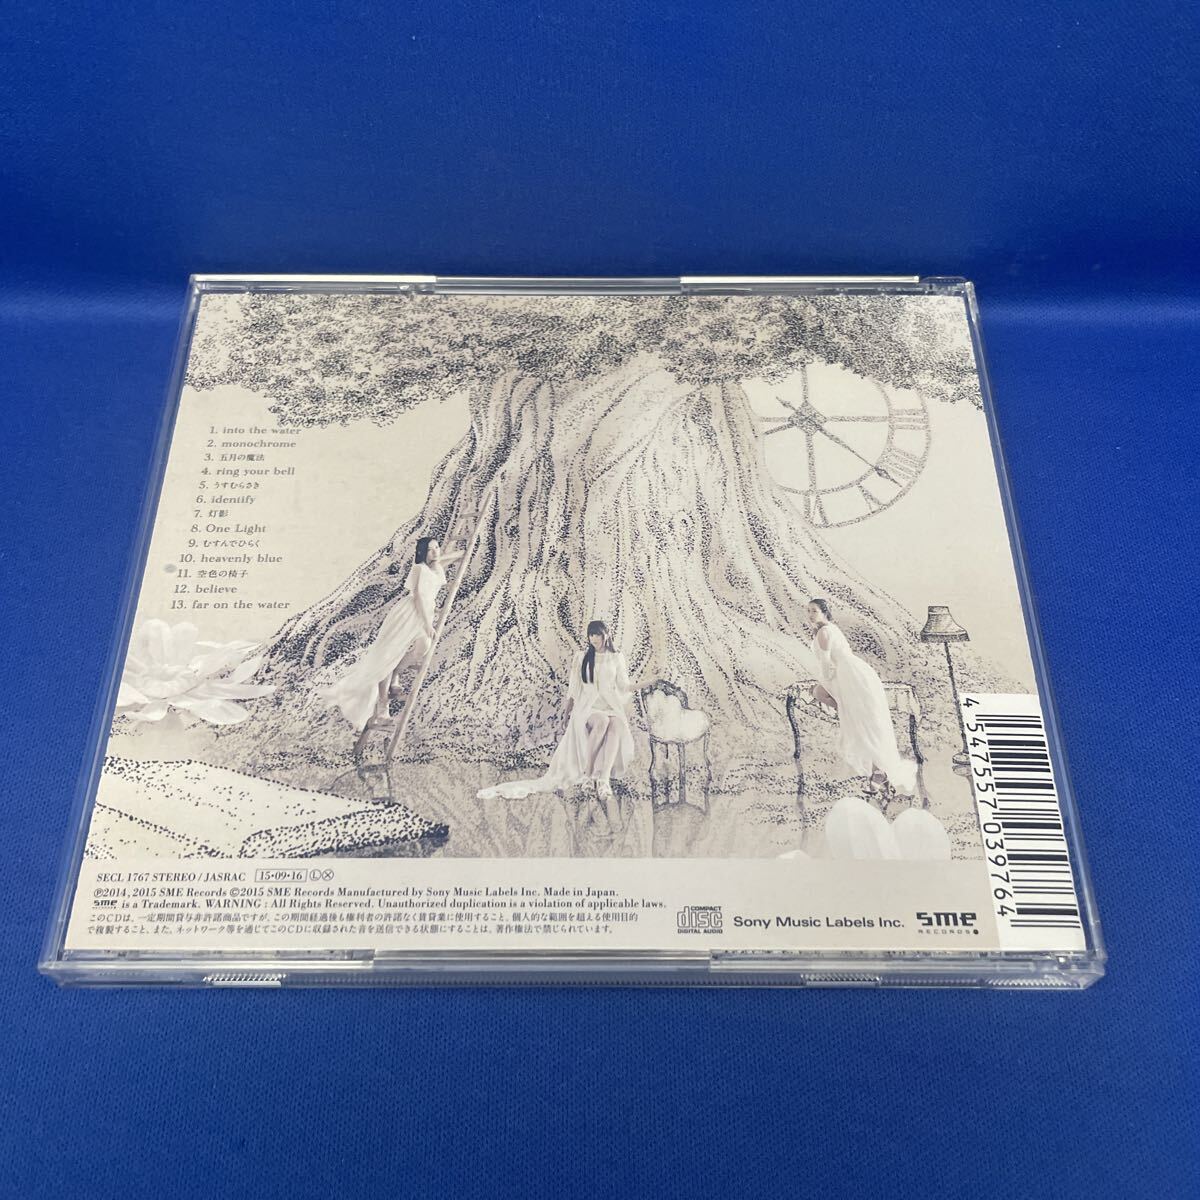 1. into the water
2. monochrome
3. 五月の魔法
4. ring your bell
5. うすむらさき
6. identify
7. 灯影
8. One Light
9. むすんでひらく
10. heavenly blue
11. 空色の椅子
12. believe
13. far on the water
4 547557 039764
SECL 1767 STEREO / JASRAC 15・09・16 Ⓛ Ⓧ
Ⓟ2014, 2015 SME Records Ⓒ2015 SME Records Manufactured by Sony Music Labels Inc. Made in Japan.
sme is a Trademark. WARNING : All Rights Reserved. Unauthorized duplication is a violation of applicable laws.
このCDは、一定期間貸与非許諾商品ですが、この期間経過後も権利者の許諾なく賃貸業に使用すること、個人的な範囲を超える使用目的
で複製すること、また、ネットワーク等を通じてこのCDに収録された音を送信できる状態にすることは、著作権法で禁じられています。
COMPACT
disc
DIGITAL AUDIO
Sony Music Labels Inc.
sme
RECORDS